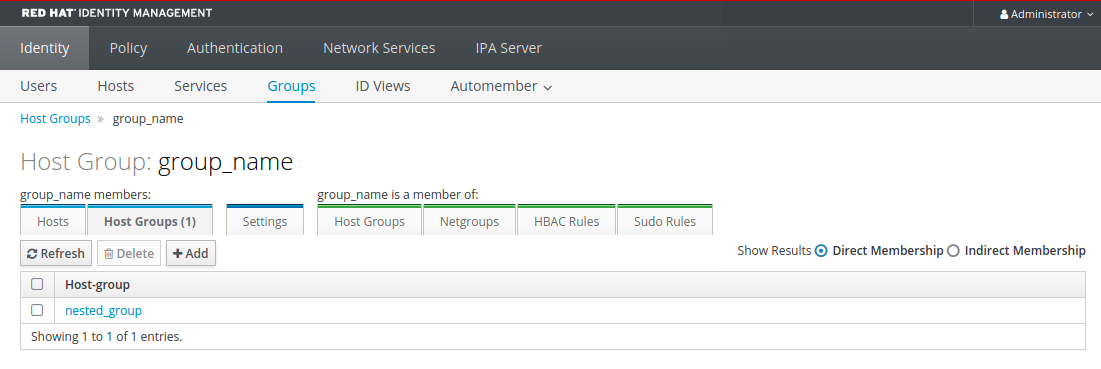 RED HAT® IDENTITY MANAGEMENT Administrator
Identity Policy Authentication Network Services IPA Server
Users Hosts Services Groups ID Views Automember
Host Groups » group_name
Host Group: group_name
group_name members: group_name is a member of:
Hosts Host Groups (1) Settings Host Groups Netgroups HBAC Rules Sudo Rules
Refresh Delete Add Show Results Direct Membership Indirect Membership
Host-group
nested_group
Showing 1 to 1 of 1 entries.